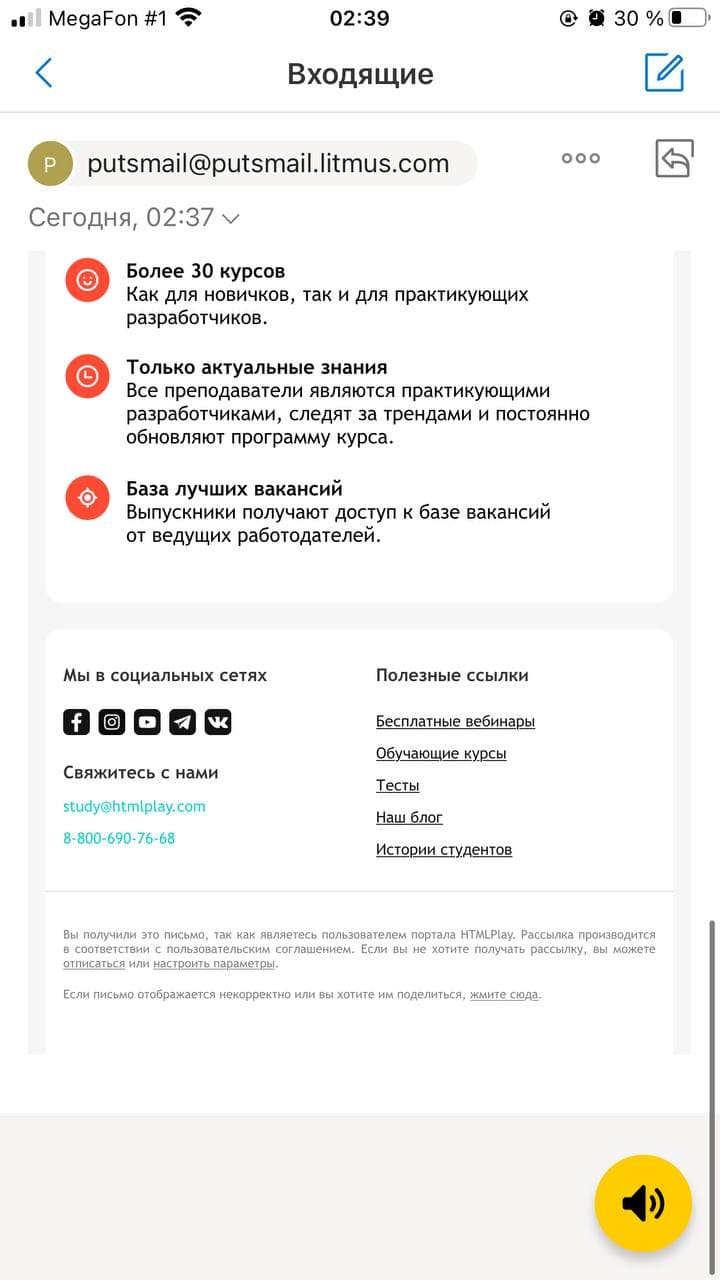 MegaFon #1 02:39 30 %
Входящие
P putsmail@putsmail.litmus.com
Сегодня, 02:37
Более 30 курсов
Как для новичков, так и для практикующих
разработчиков.
Только актуальные знания
Все преподаватели являются практикующими
разработчиками, следят за трендами и постоянно
обновляют программу курса.
База лучших вакансий
Выпускники получают доступ к базе вакансий
от ведущих работодателей.
Мы в социальных сетях
Свяжитесь с нами
study@htmlplay.com
8-800-690-76-68
Полезные ссылки
Бесплатные вебинары
Обучающие курсы
Тесты
Наш блог
Истории студентов
Вы получили это письмо, так как являетесь пользователем портала HTMLPlay. Рассылка производится
в соответствии с пользовательским соглашением. Если вы не хотите получать рассылку, вы можете
отписаться или настроить параметры.
Если письмо отображается некорректно или вы хотите им поделиться, жмите сюда.